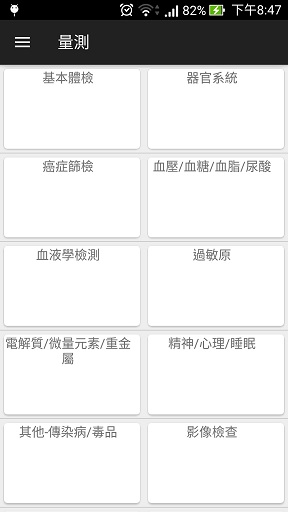 82% 下午8:47
量測
基本體檢
器官系統
癌症篩檢
血壓/血糖/血脂/尿酸
血液學檢測
過敏原
電解質/微量元素/重金
屬
精神/心理/睡眠
其他-傳染病/毒品
影像檢查